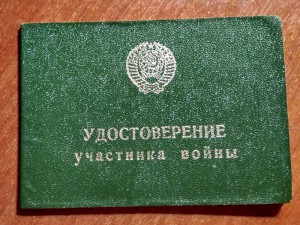 УДОСТОВЕРЕНИЕ
участника войны